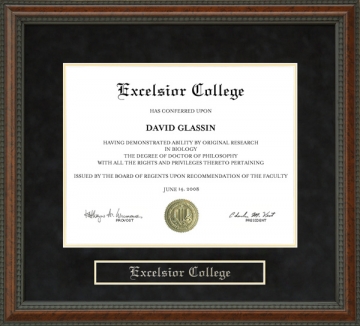 Excelsior College
HAS CONFERRED UPON
DAVID GLASSIN
HAVING DEMONSTRATED ABILITY BY ORIGINAL RESEARCH
IN BIOLOGY
THE DEGREE OF DOCTOR OF PHILOSOPHY
WITH ALL THE RIGHTS AND PRIVILEGES THERETO PERTAINING
ISSUED BY THE BOARD OF REGENTS UPON RECOMMENDATION OF THE FACULTY
JUNE 19, 2006
PROVOST
PRESIDENT
Excelsior College